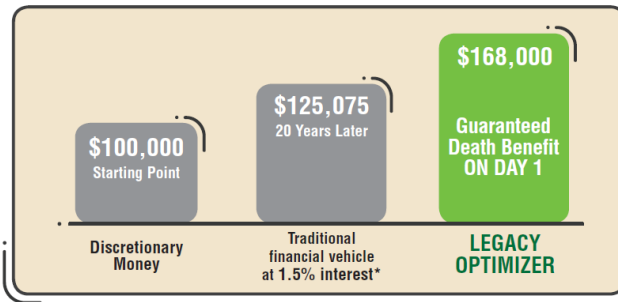 $100,000
Starting Point
$125,075
20 Years Later
$168,000
Guaranteed
Death Benefit
ON DAY 1
Discretionary
Money
Traditional
financial vehicle
at 1.5% interest*
LEGACY
OPTIMIZER